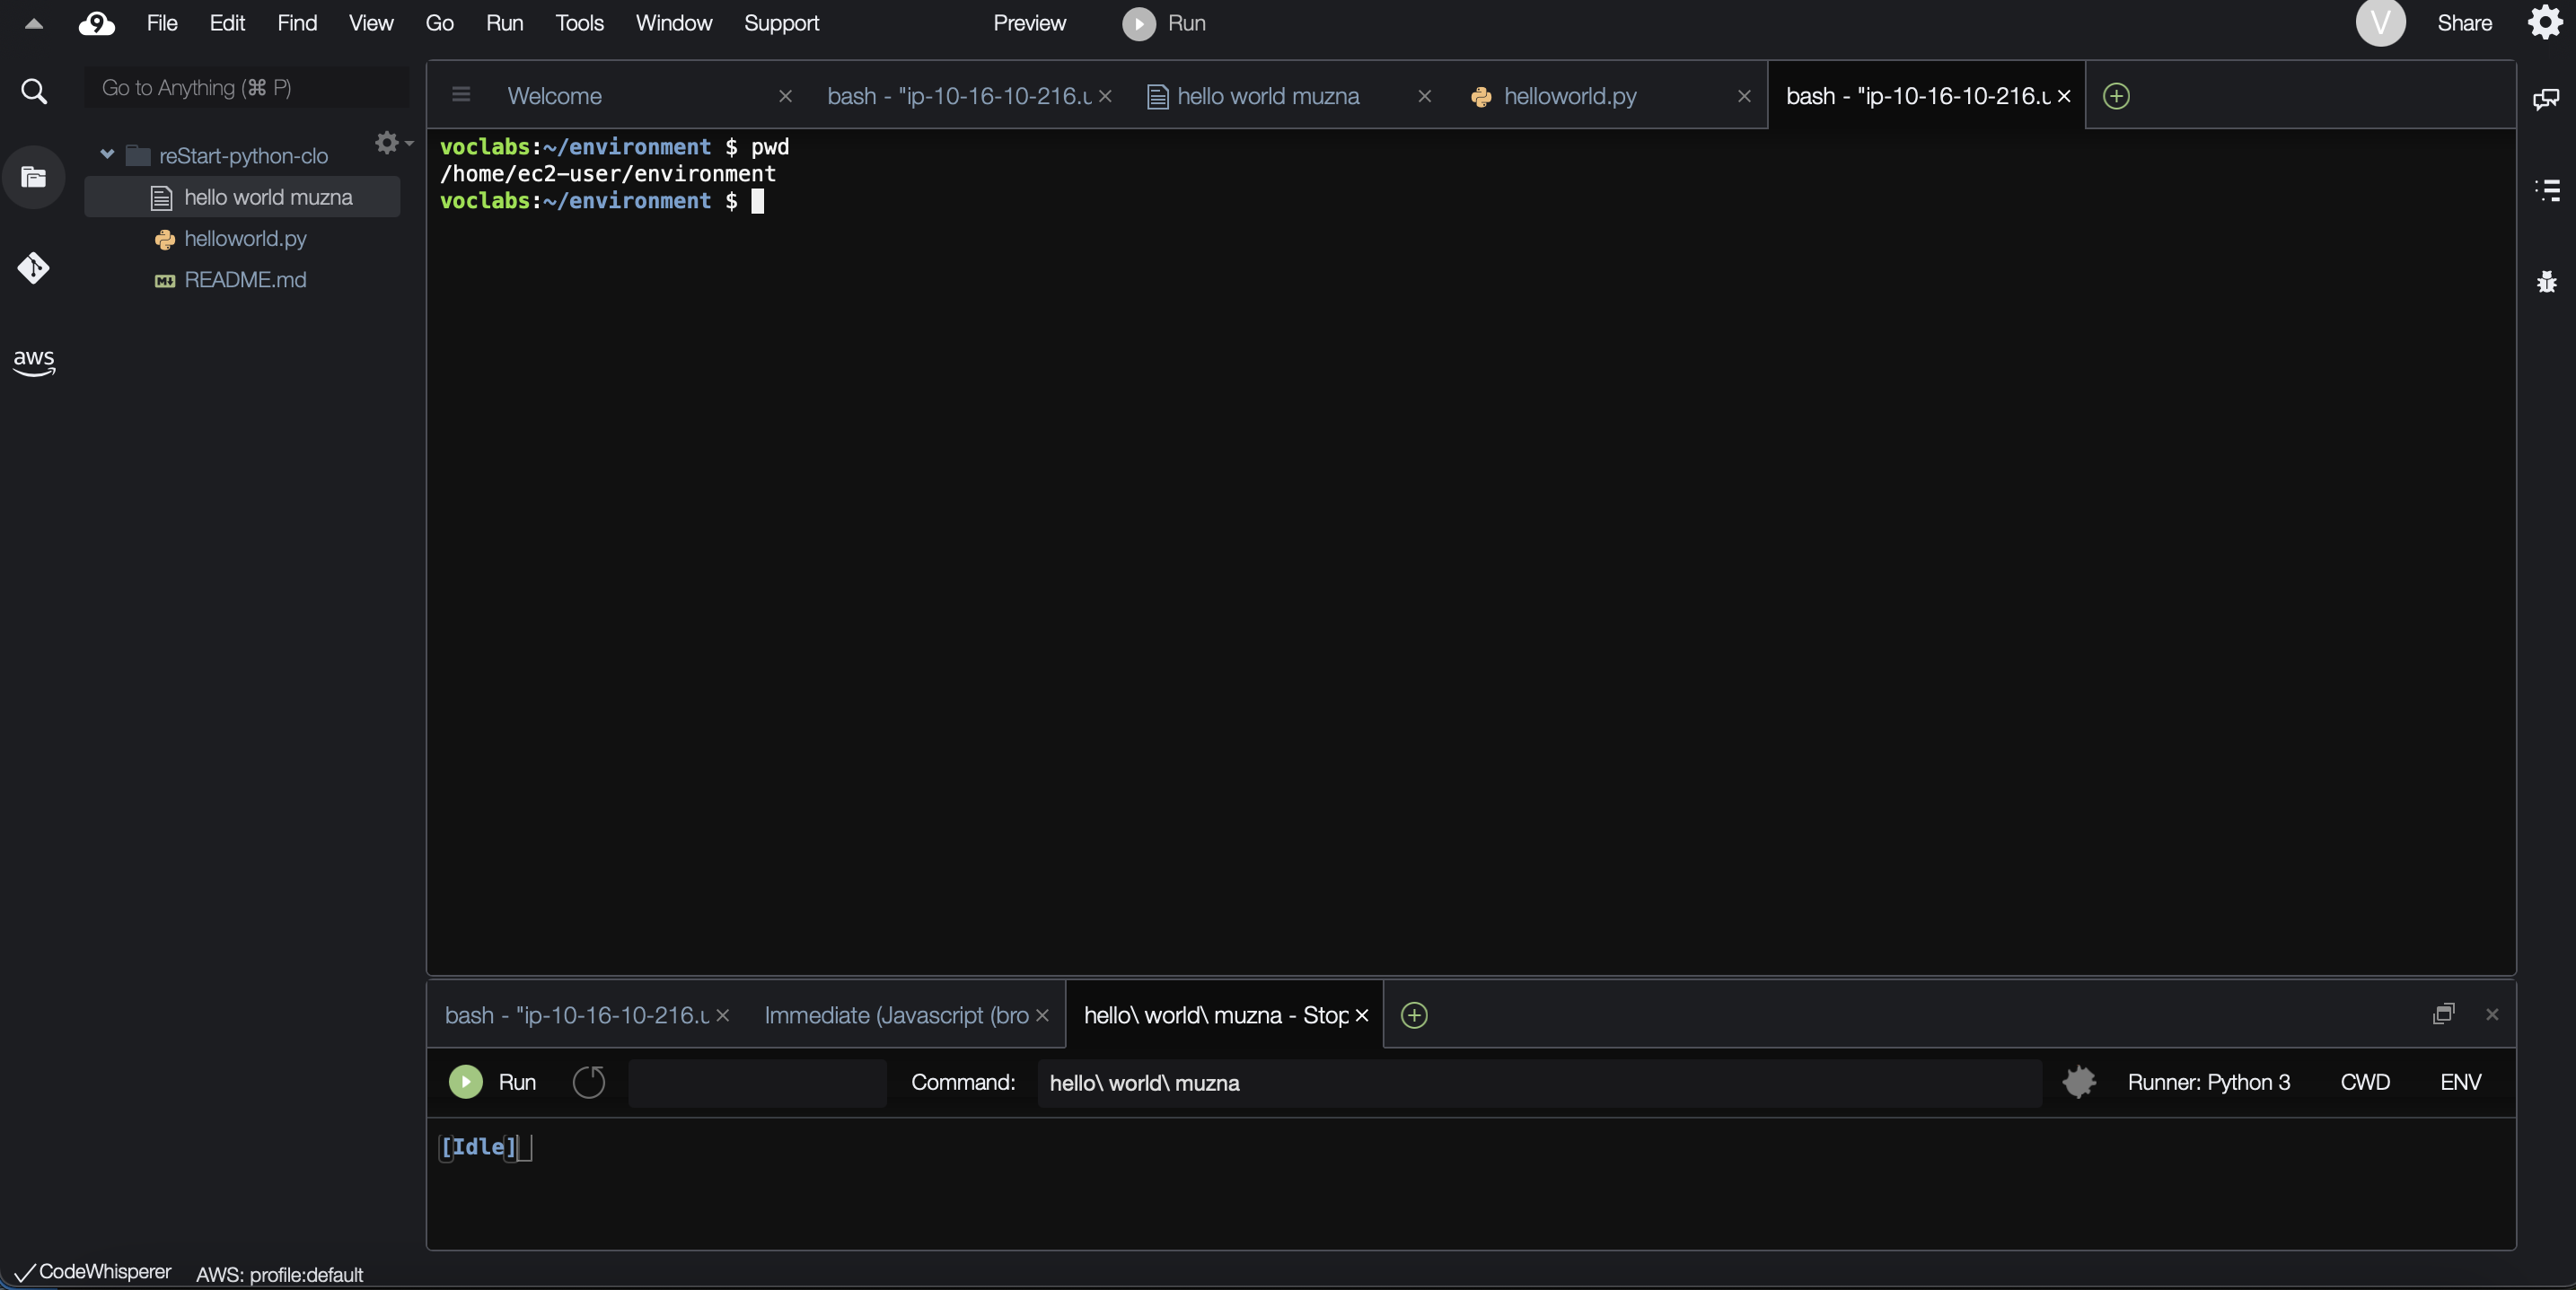 9 File Edit Find View Go Run Tools Window Support Preview Run V Share
Go to Anything (⌘ P)
reStart-python-clo
hello world muzna
helloworld.py
README.md
aws
Welcome bash - "ip-10-16-10-216.u hello world muzna helloworld.py bash - "ip-10-16-10-216.u
voclabs:~/environment $ pwd
/home/ec2-user/environment
voclabs:~/environment $
bash - "ip-10-16-10-216.u Immediate (Javascript (bro hello\ world\ muzna - Stop
Run Command: hello\ world\ muzna Runner: Python 3 CWD ENV
[Idle]
CodeWhisperer AWS: profile:default